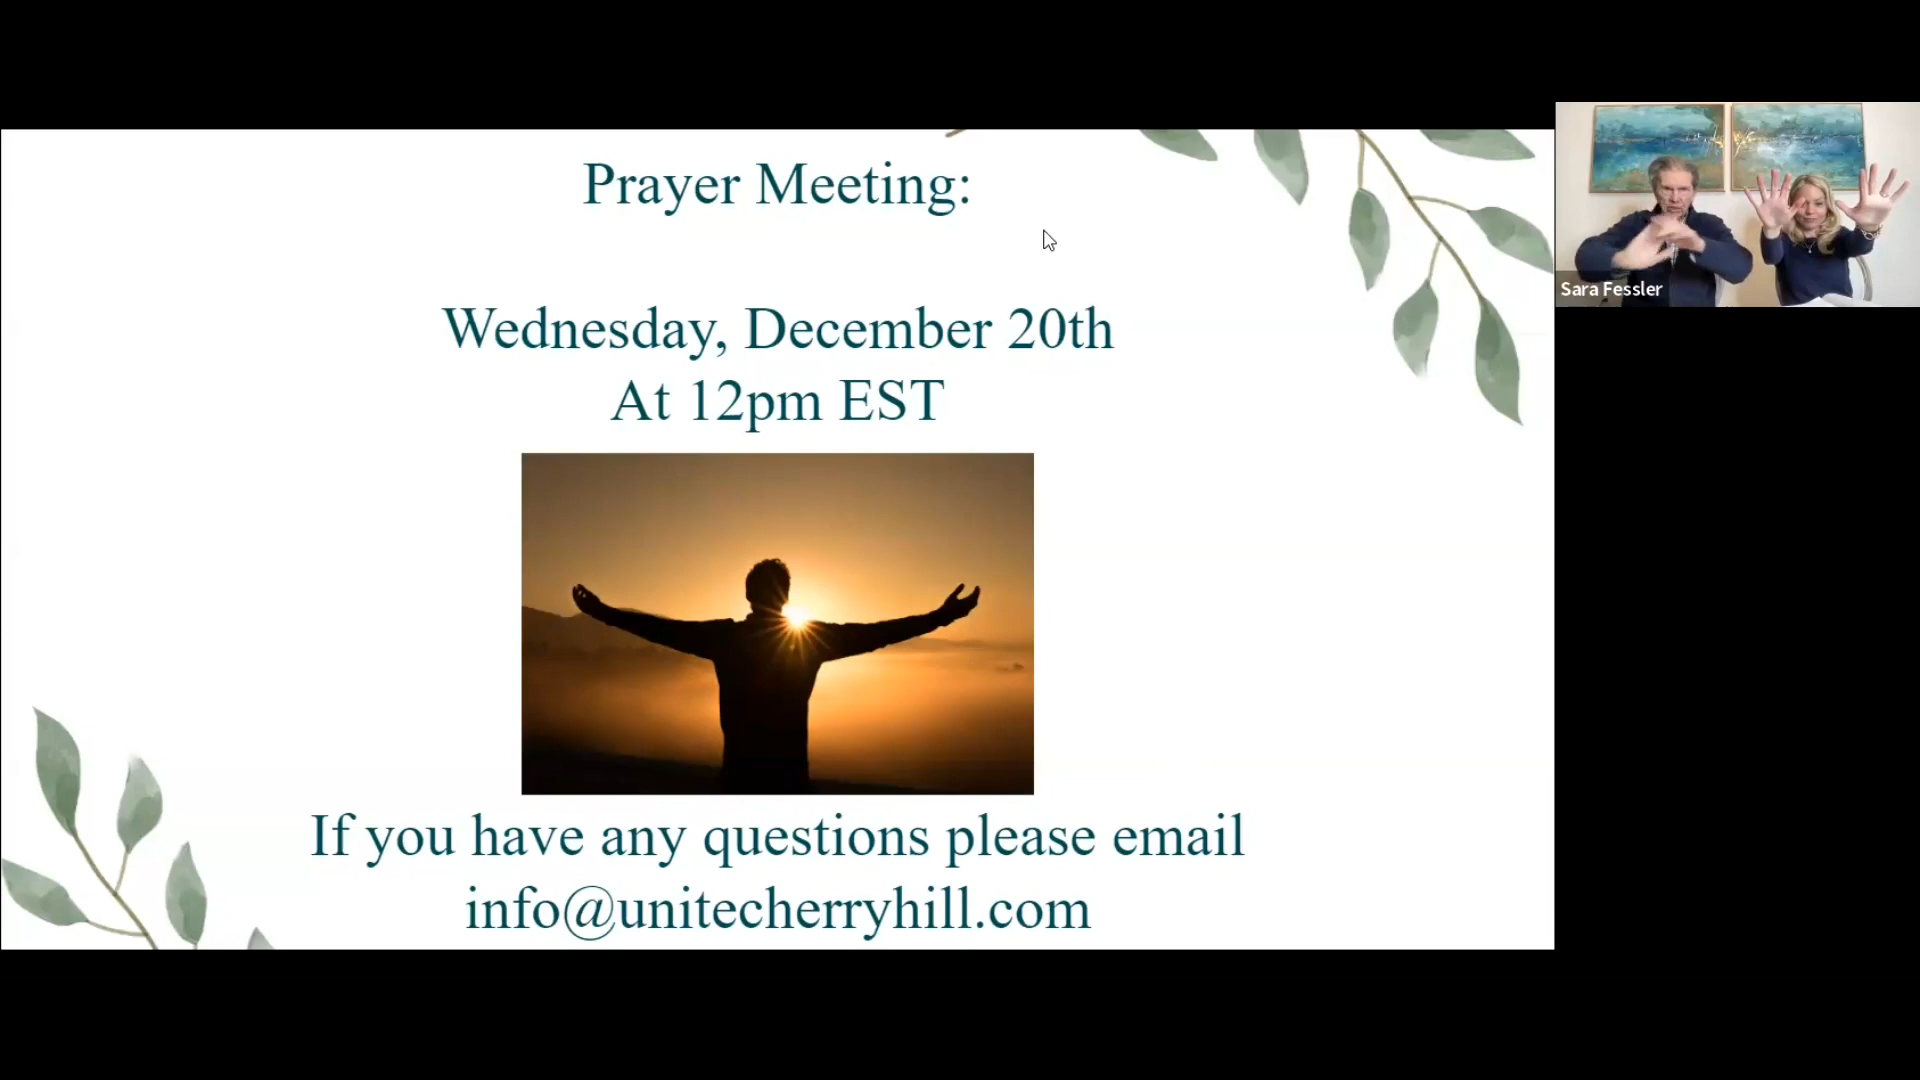 Prayer Meeting:
Wednesday, December 20th
At 12pm EST
If you have any questions please email
info@unitecherryhill.com
Sara Fessler